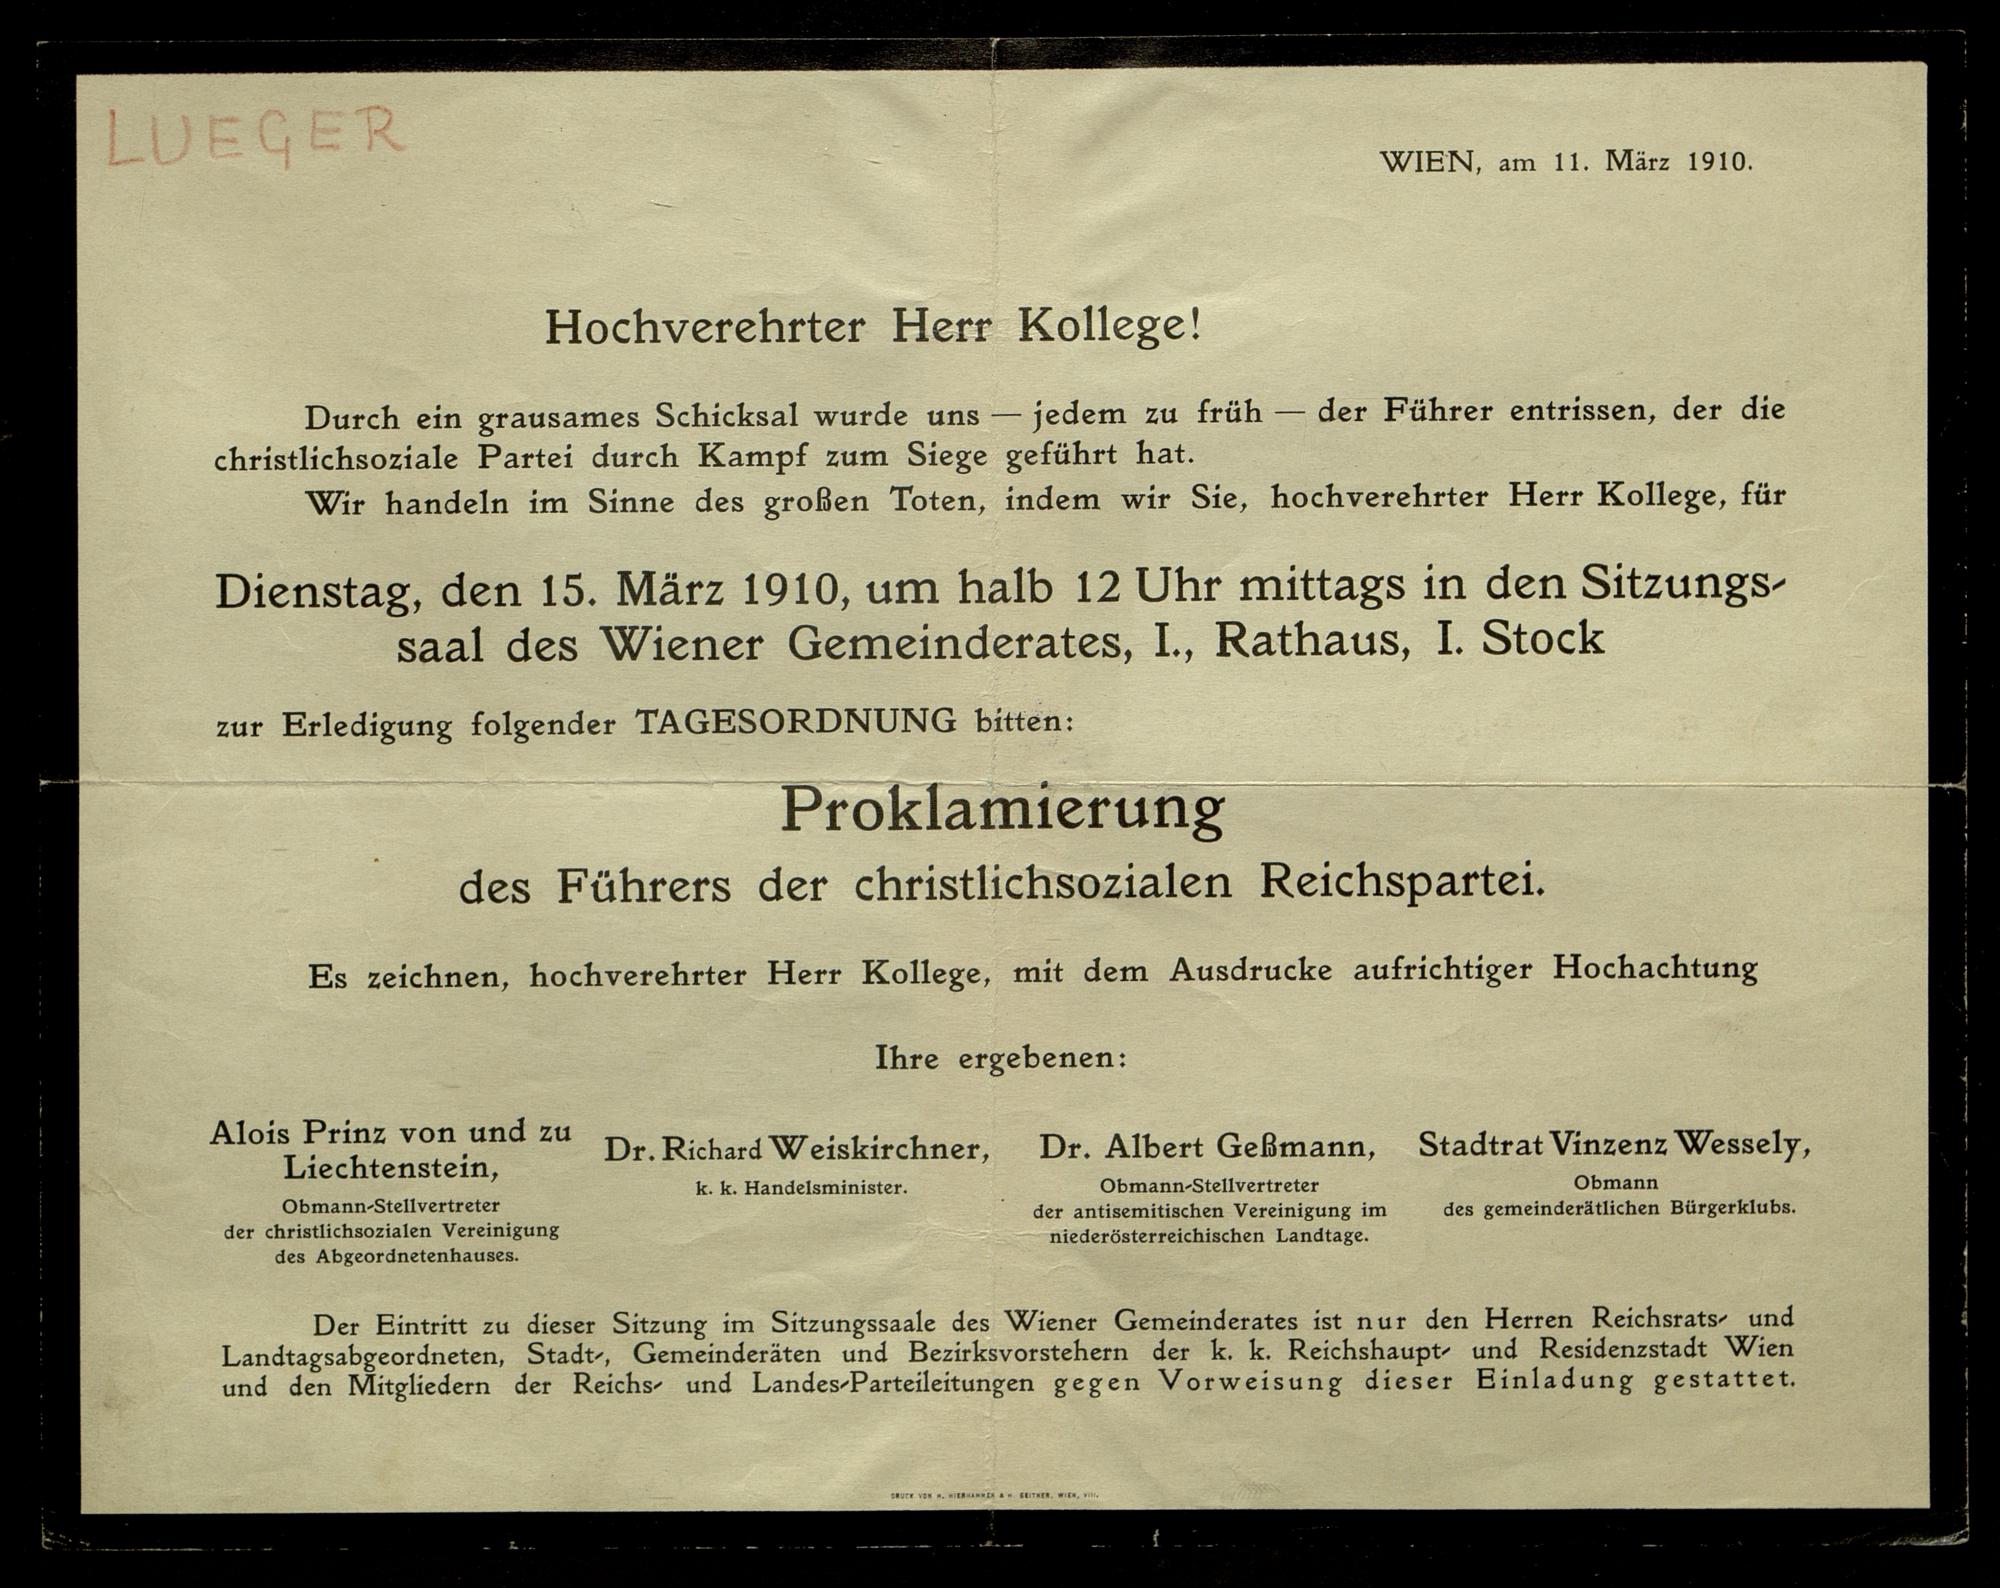 LUEGER
WIEN, am 11. März 1910.
Hochverehrter Herr Kollege!
Durch ein grausames Schicksal wurde uns — jedem zu früh — der Führer entrissen, der die
christlichsoziale Partei durch Kampf zum Siege geführt hat.
Wir handeln im Sinne des großen Toten, indem wir Sie, hochverehrter Herr Kollege, für
Dienstag, den 15. März 1910, um halb 12 Uhr mittags in den Sitzungs-
saal des Wiener Gemeinderates, I., Rathaus, I. Stock
zur Erledigung folgender TAGESORDNUNG bitten:
Proklamierung
des Führers der christlichsozialen Reichspartei.
Es zeichnen, hochverehrter Herr Kollege, mit dem Ausdrucke aufrichtiger Hochachtung
Ihre ergebenen:
Alois Prinz von und zu
Liechtenstein,
Obmann-Stellvertreter
der christlichsozialen Vereinigung
des Abgeordnetenhauses.
Dr. Richard Weiskirchner,
k. k. Handelsminister.
Dr. Albert Geßmann,
Obmann-Stellvertreter
der antisemitischen Vereinigung im
niederösterreichischen Landtage.
Stadtrat Vinzenz Wessely,
Obmann
des gemeinderätlichen Bürgerklubs.
Der Eintritt zu dieser Sitzung im Sitzungssaale des Wiener Gemeinderates ist nur den Herren Reichsrats- und
Landtagsabgeordneten, Stadt-, Gemeinderäten und Bezirksvorstehern der k. k. Reichshaupt- und Residenzstadt Wien
und den Mitgliedern der Reichs- und Landes-Parteileitungen gegen Vorweisung dieser Einladung gestattet.
DRUCK VON H. HIERHAMMER & H. GEITNER, WIEN, VIII.